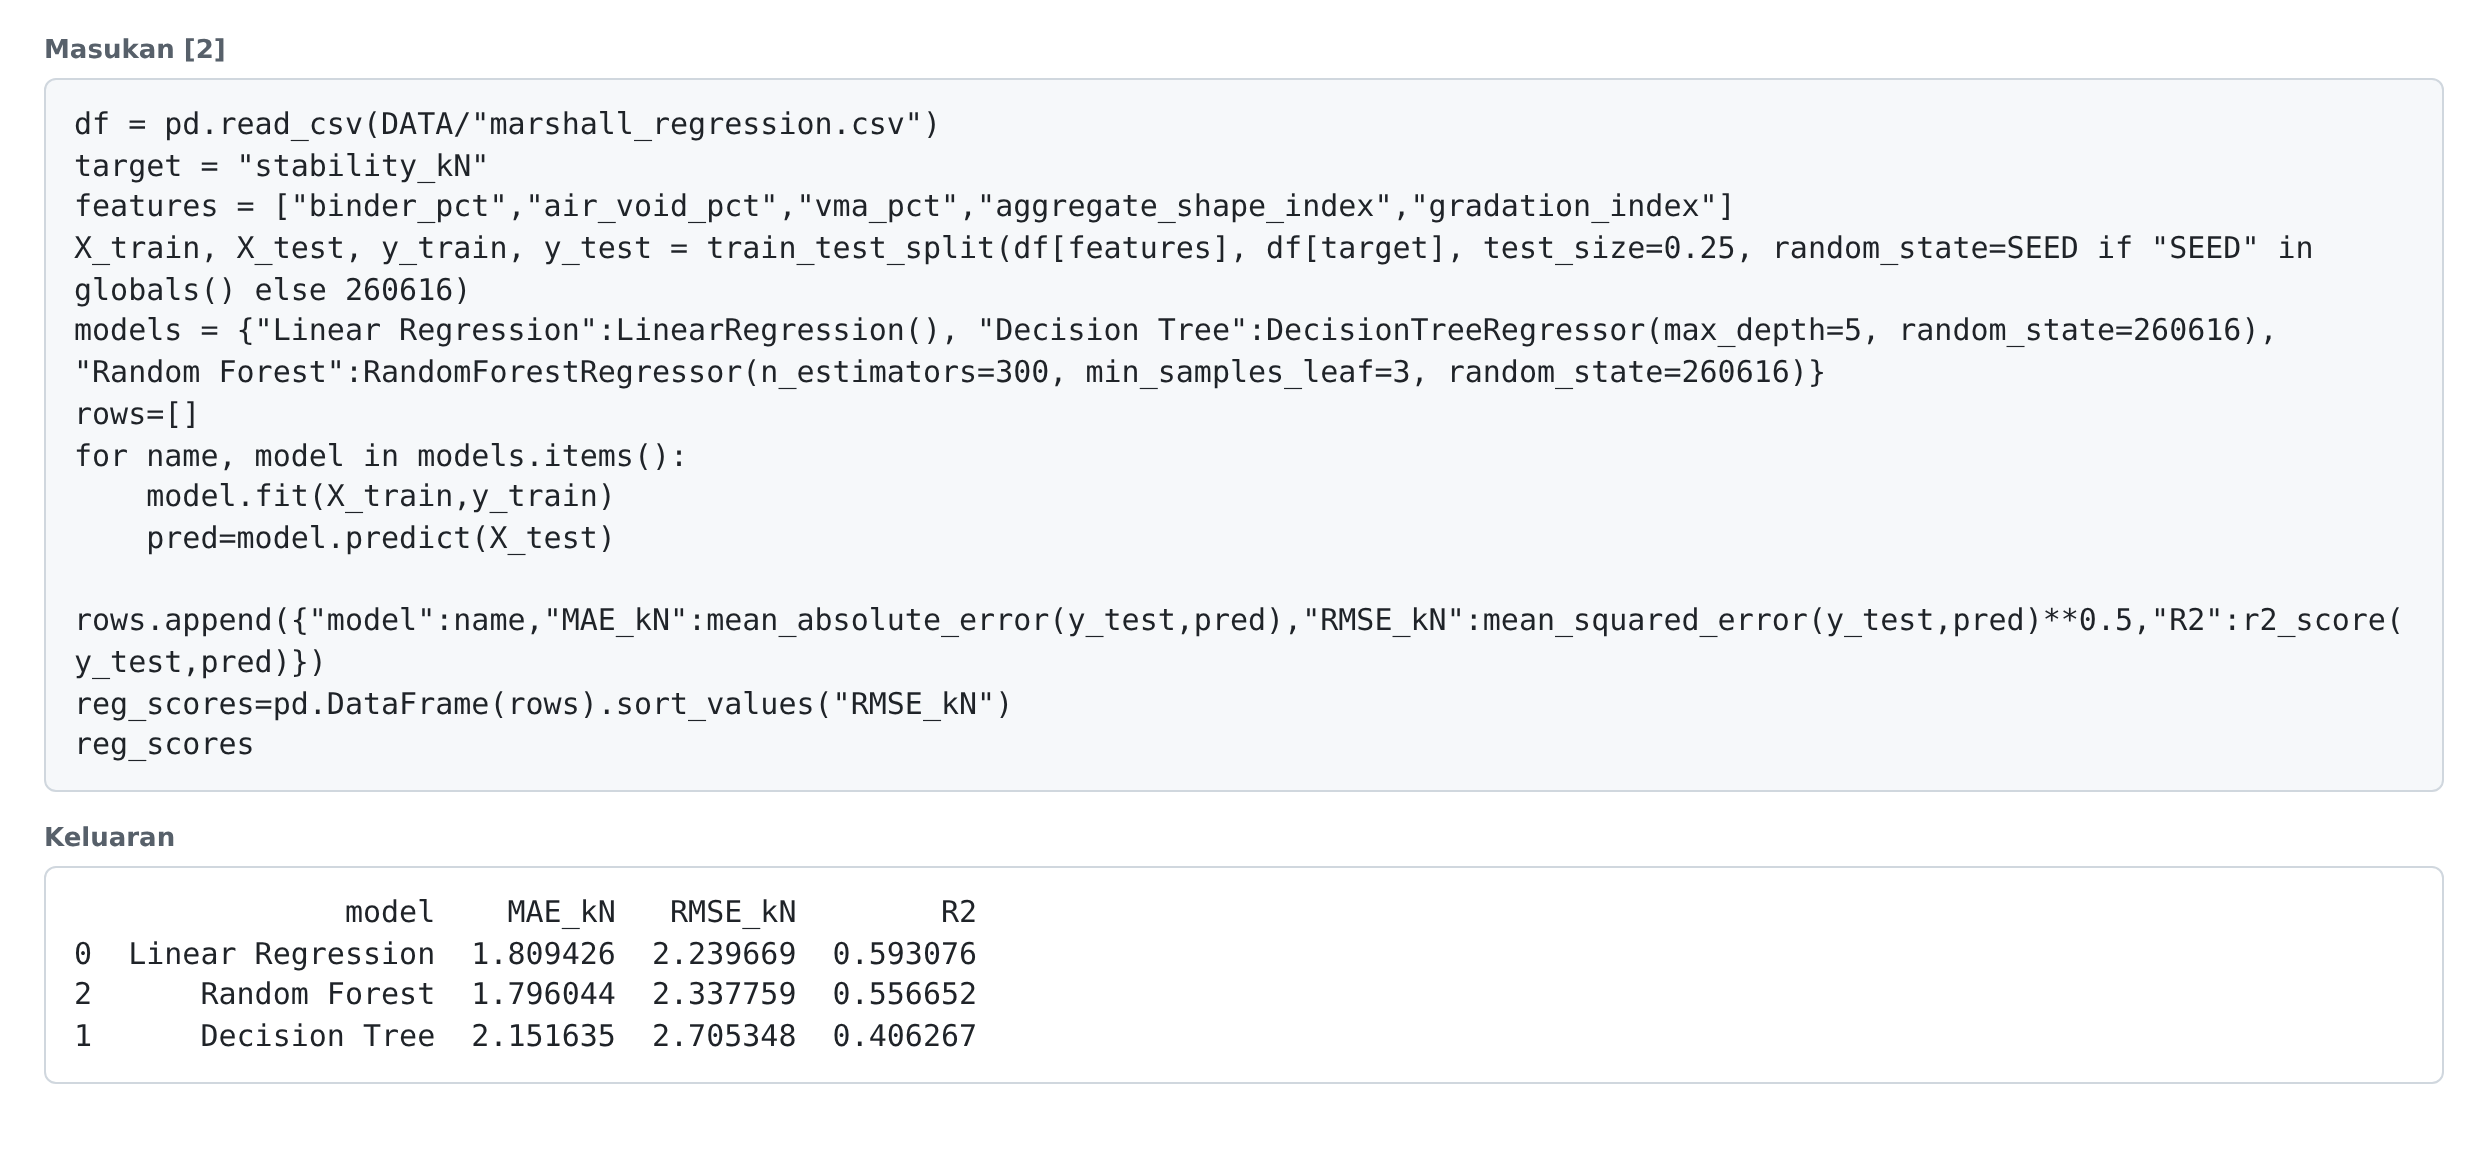 Masukan [2]
df = pd.read_csv(DATA/"marshall_regression.csv")
target = "stability_kN"
features = ["binder_pct","air_void_pct","vma_pct","aggregate_shape_index","gradation_index"]
X_train, X_test, y_train, y_test = train_test_split(df[features], df[target], test_size=0.25, random_state=SEED if "SEED" in
globals() else 260616)
models = {"Linear Regression":LinearRegression(), "Decision Tree":DecisionTreeRegressor(max_depth=5, random_state=260616),
"Random Forest":RandomForestRegressor(n_estimators=300, min_samples_leaf=3, random_state=260616)}
rows=[]
for name, model in models.items():
    model.fit(X_train,y_train)
    pred=model.predict(X_test)

rows.append({"model":name,"MAE_kN":mean_absolute_error(y_test,pred),"RMSE_kN":mean_squared_error(y_test,pred)**0.5,"R2":r2_score(
y_test,pred)})
reg_scores=pd.DataFrame(rows).sort_values("RMSE_kN")
reg_scores
Keluaran
               model    MAE_kN   RMSE_kN        R2
0  Linear Regression  1.809426  2.239669  0.593076
2      Random Forest  1.796044  2.337759  0.556652
1      Decision Tree  2.151635  2.705348  0.406267